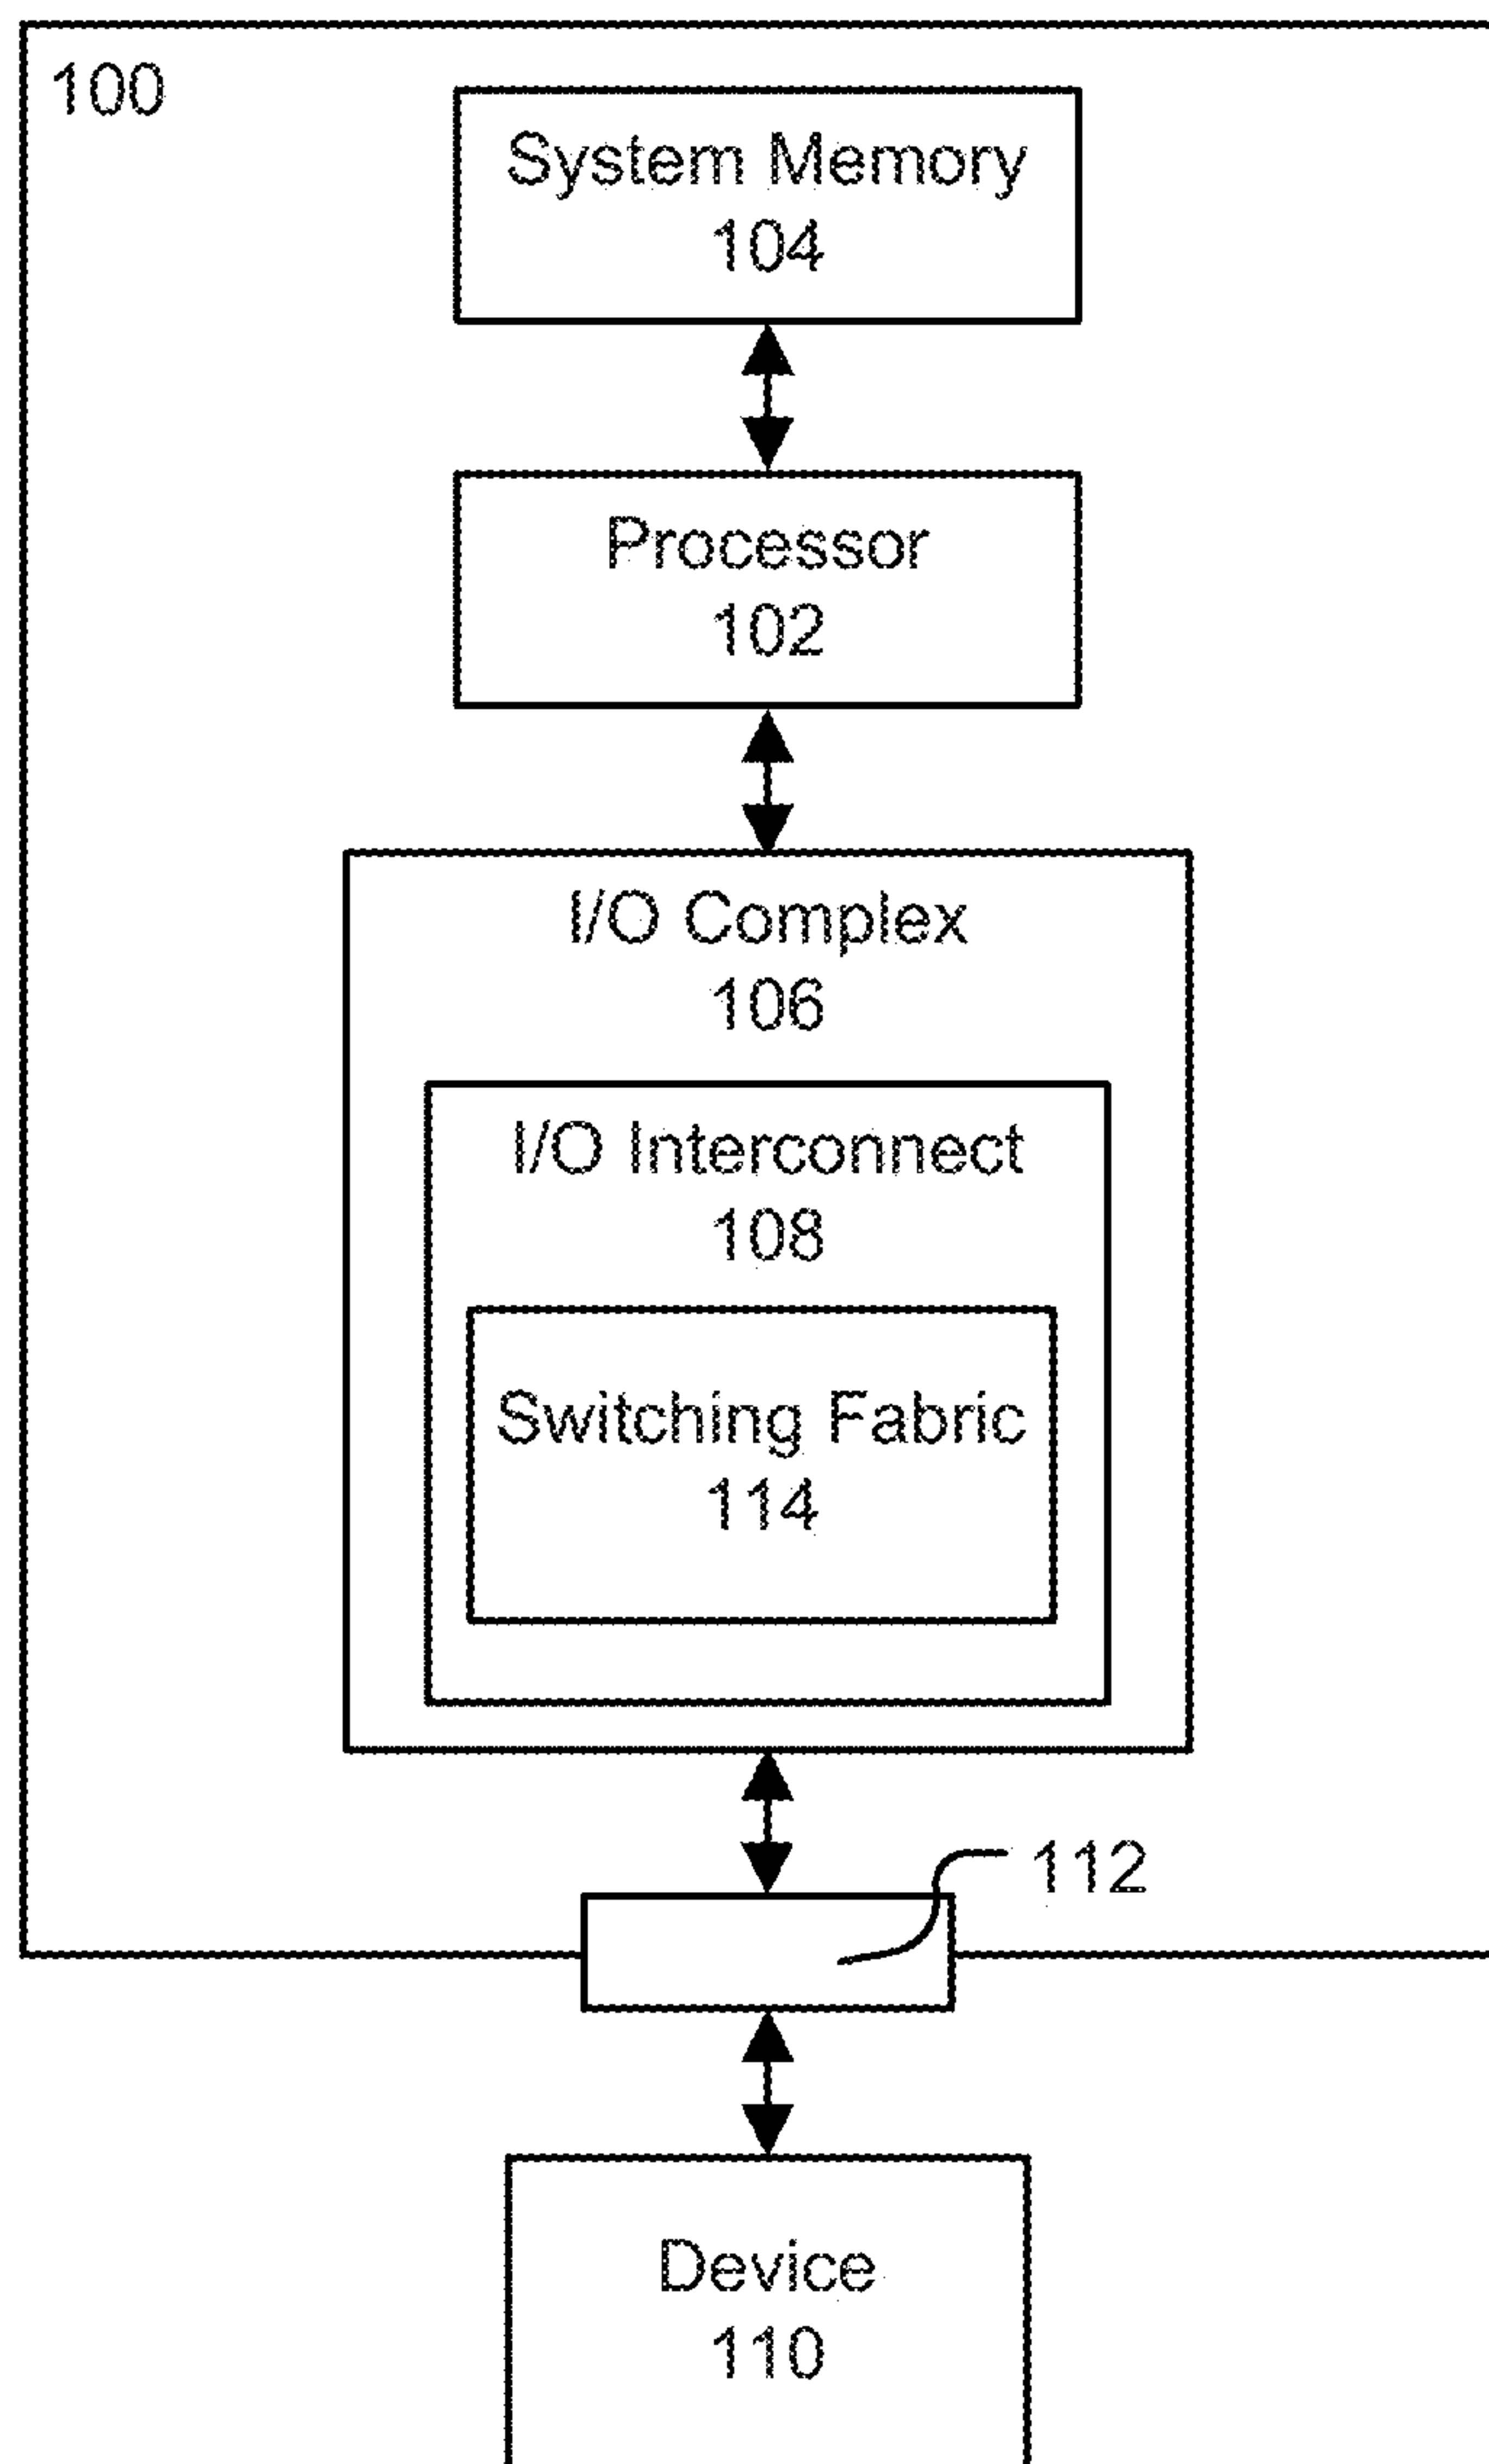 100
System Memory
104
Processor
102
I/O Complex
106
I/O Interconnect
108
Switching Fabric
114
112
Device
110